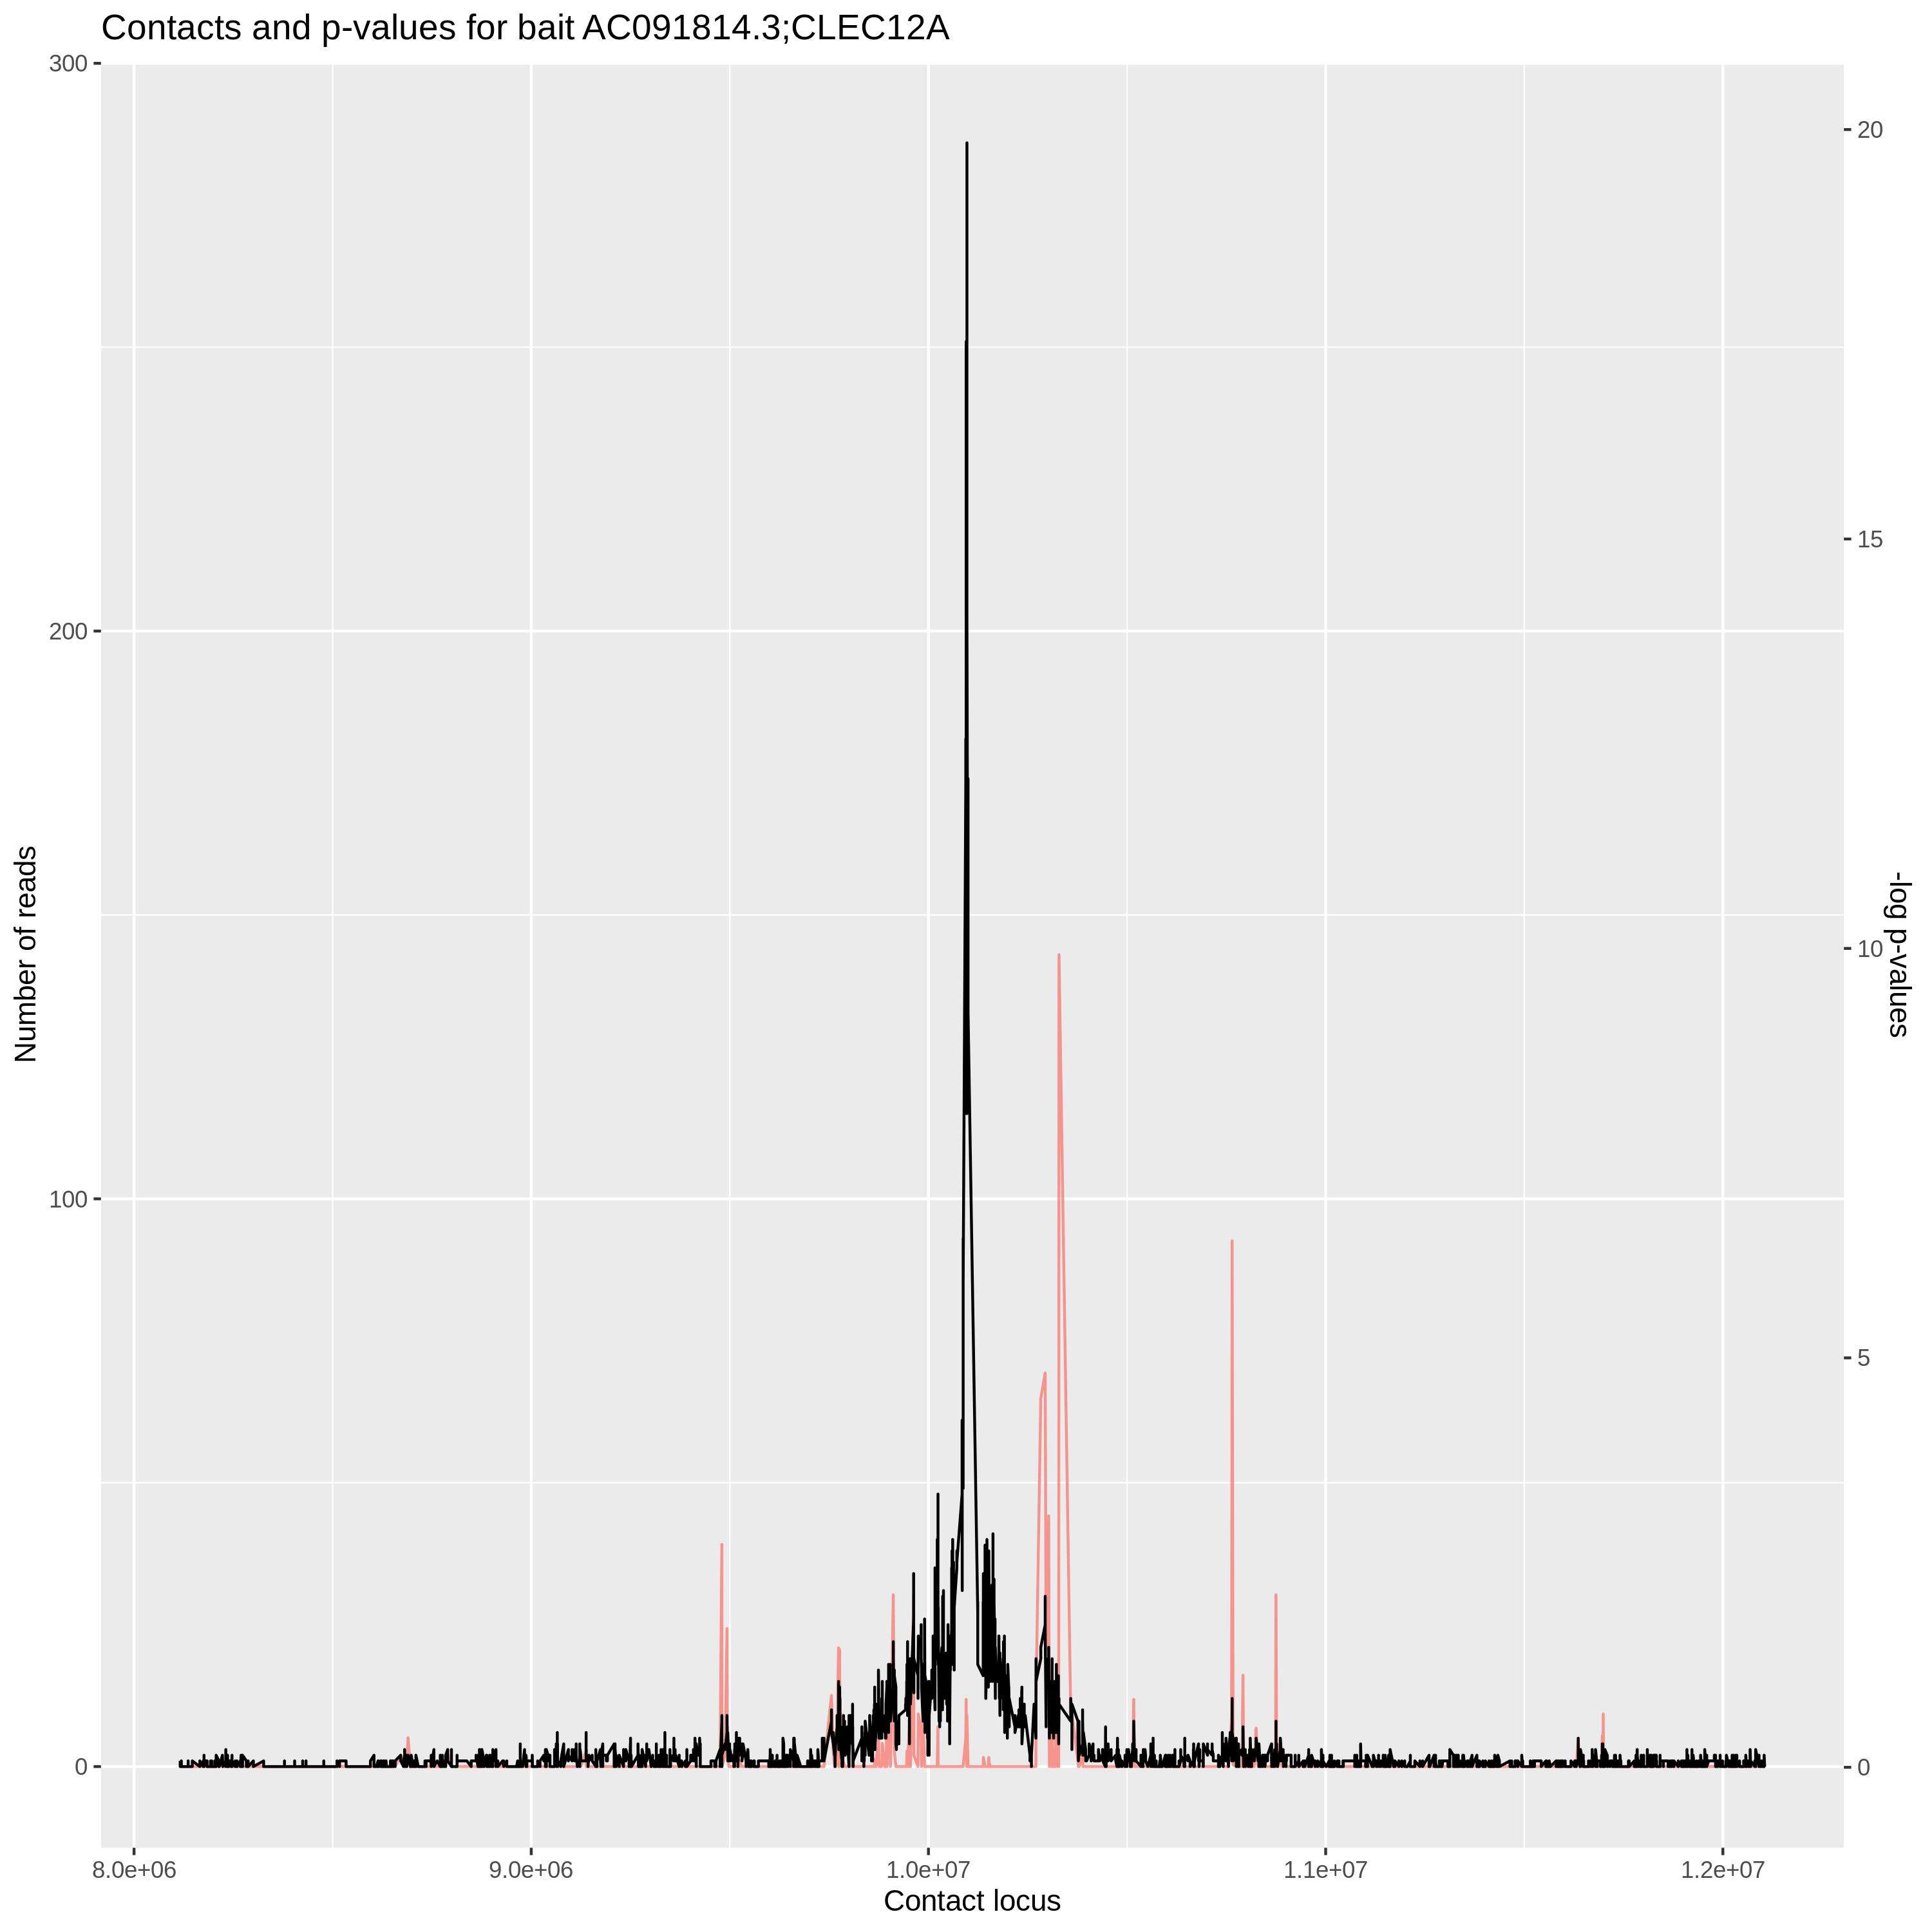 Contacts and p-values for bait AC091814.3;CLEC12A
300
200
100
0
Number of reads
20
15
10
5
0
-log p-values
8.0e+06 9.0e+06 1.0e+07 1.1e+07 1.2e+07
Contact locus